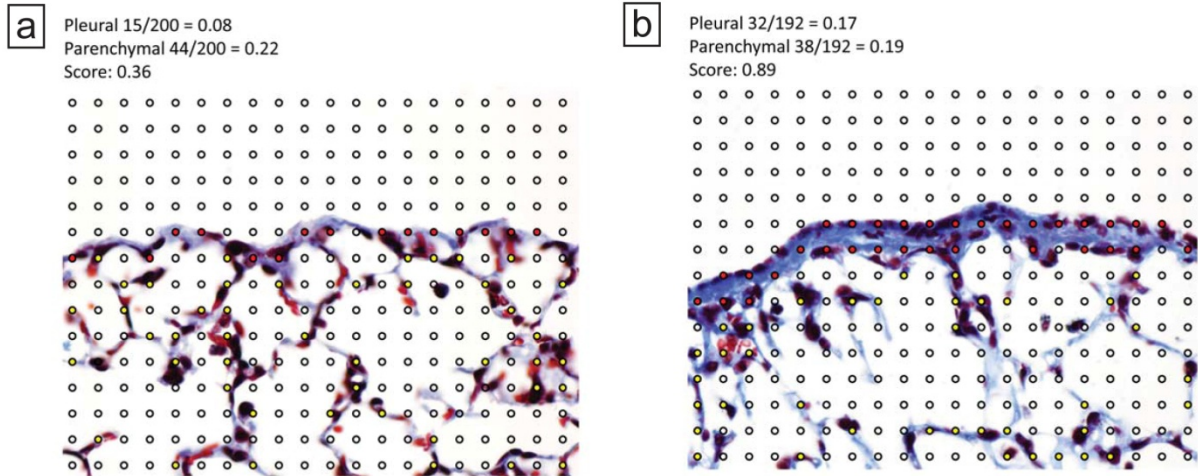 a
Pleural 15/200 = 0.08
Parenchymal 44/200 = 0.22
Score: 0.36
b
Pleural 32/192 = 0.17
Parenchymal 38/192 = 0.19
Score: 0.89